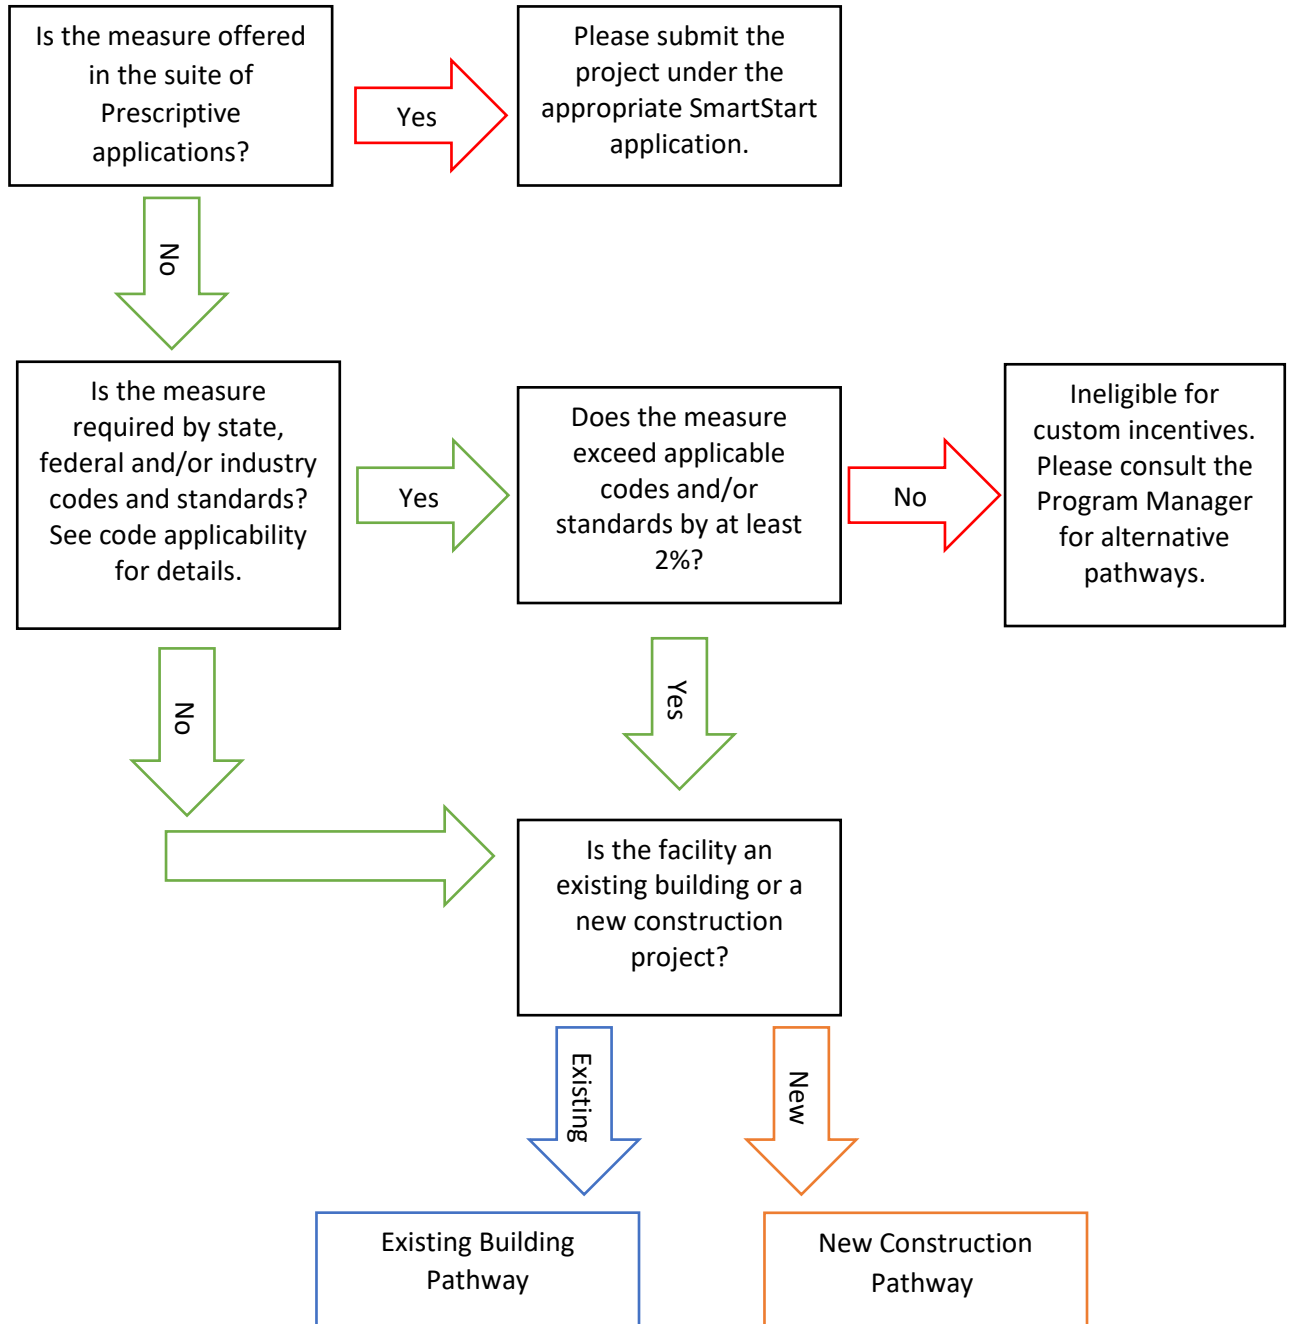 Is the measure offered
in the suite of
Prescriptive
applications?
Yes
Please submit the
project under the
appropriate SmartStart
application.
No
Is the measure
required by state,
federal and/or industry
codes and standards?
See code applicability
for details.
Yes
Does the measure
exceed applicable
codes and/or
standards by at least
2%?
No
Ineligible for
custom incentives.
Please consult the
Program Manager
for alternative
pathways.
No
Yes
Is the facility an
existing building or a
new construction
project?
Existing
New
Existing Building
Pathway
New Construction
Pathway